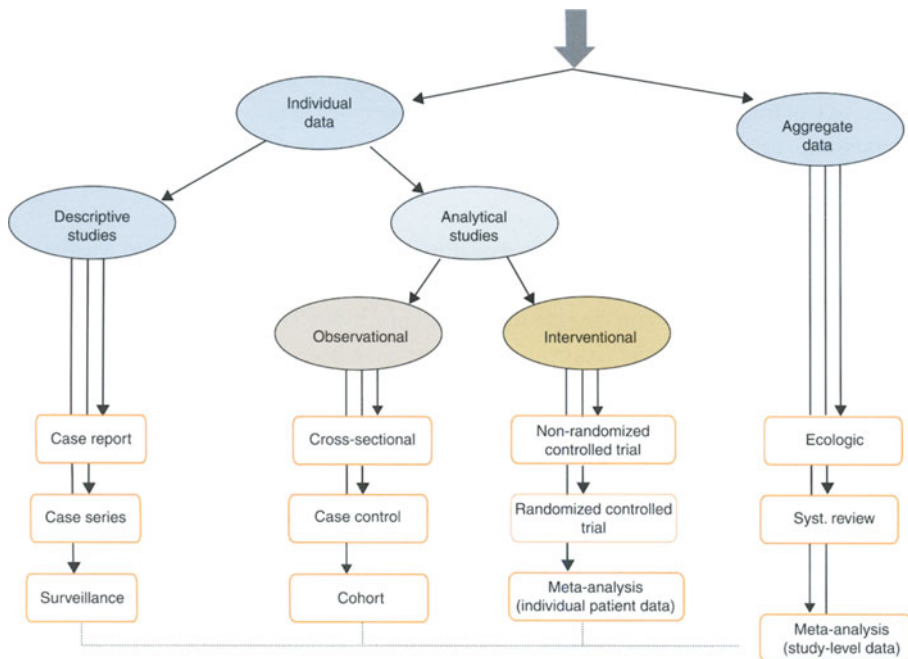 Individual
data
Aggregate
data
Descriptive
studies
Analytical
studies
Observational
Interventional
Case report
Cross-sectional
Non-randomized
controlled trial
Ecologic
Case series
Case control
Randomized controlled
trial
Syst. review
Surveillance
Cohort
Meta-analysis
(individual patient data)
Meta-analysis
(study-level data)